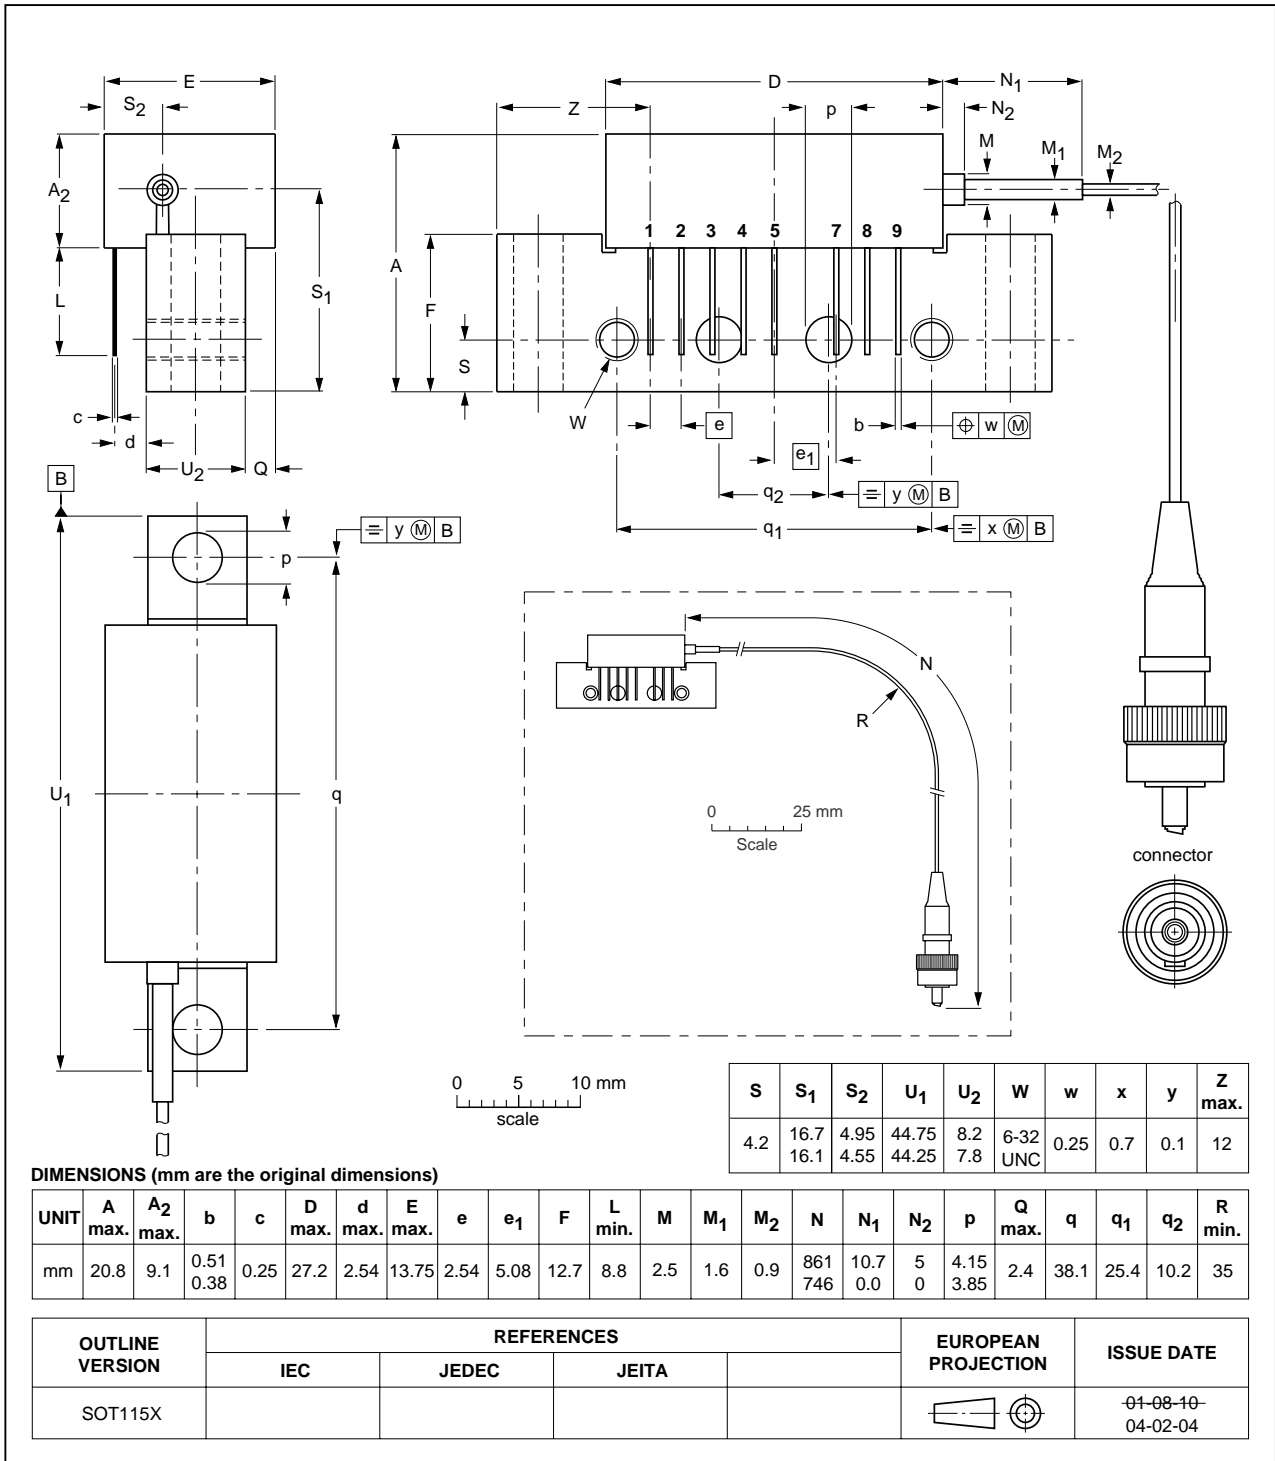 E
S2
A2
L
S1
c
d
U2
Q
D
N1
Z
p
N2
M
M1
M2
A
1 2 3 4 5 7 8 9
F
S
W
e
b
w M
e1
q2
y M B
q1
x M B
B
y M B
p
U1
q
N
R
0 25 mm
Scale
connector
0 5 10 mm
scale
S S1 S2 U1 U2 W w x y Z max.
4.2 16.7 16.1 4.95 4.55 44.75 44.25 8.2 7.8 6-32 UNC 0.25 0.7 0.1 12
DIMENSIONS (mm are the original dimensions)
UNIT A max. A2 max. b c D max. d max. E max. e e1 F L min. M M1 M2 N N1 N2 p Q max. q q1 q2 R min.
mm 20.8 9.1 0.51 0.38 0.25 27.2 2.54 13.75 2.54 5.08 12.7 8.8 2.5 1.6 0.9 861 746 10.7 0.0 5 0 4.15 3.85 2.4 38.1 25.4 10.2 35
OUTLINE VERSION REFERENCES EUROPEAN PROJECTION ISSUE DATE
IEC JEDEC JEITA
SOT115X 01-08-10
04-02-04